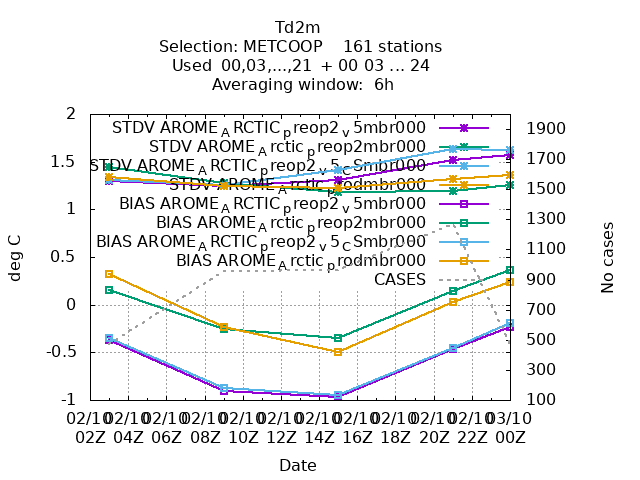 Td2m
Selection: METCOOP    161 stations
Used  00,03,...,21  + 00 03 ... 24
Averaging window:  6h
STDV AROME_ARCTIC_preop2_v5mbr000
STDV AROME_Arctic_preop2mbr000
STDV AROME_ARCTIC_preop2_v5_CSmbr000
STDV AROME_Arctic_prodmbr000
BIAS AROME_ARCTIC_preop2_v5mbr000
BIAS AROME_Arctic_preop2mbr000
BIAS AROME_ARCTIC_preop2_v5_CSmbr000
BIAS AROME_Arctic_prodmbr000
CASES
2
1.5
1
0.5
0
-0.5
-1
deg C
1900
1700
1500
1300
1100
900
700
500
300
100
No cases
02/10 02/10 02/10 02/10 02/10 02/10 02/10 02/10 02/10 02/10 02/10 03/10
02Z 04Z 06Z 08Z 10Z 12Z 14Z 16Z 18Z 20Z 22Z 00Z
Date